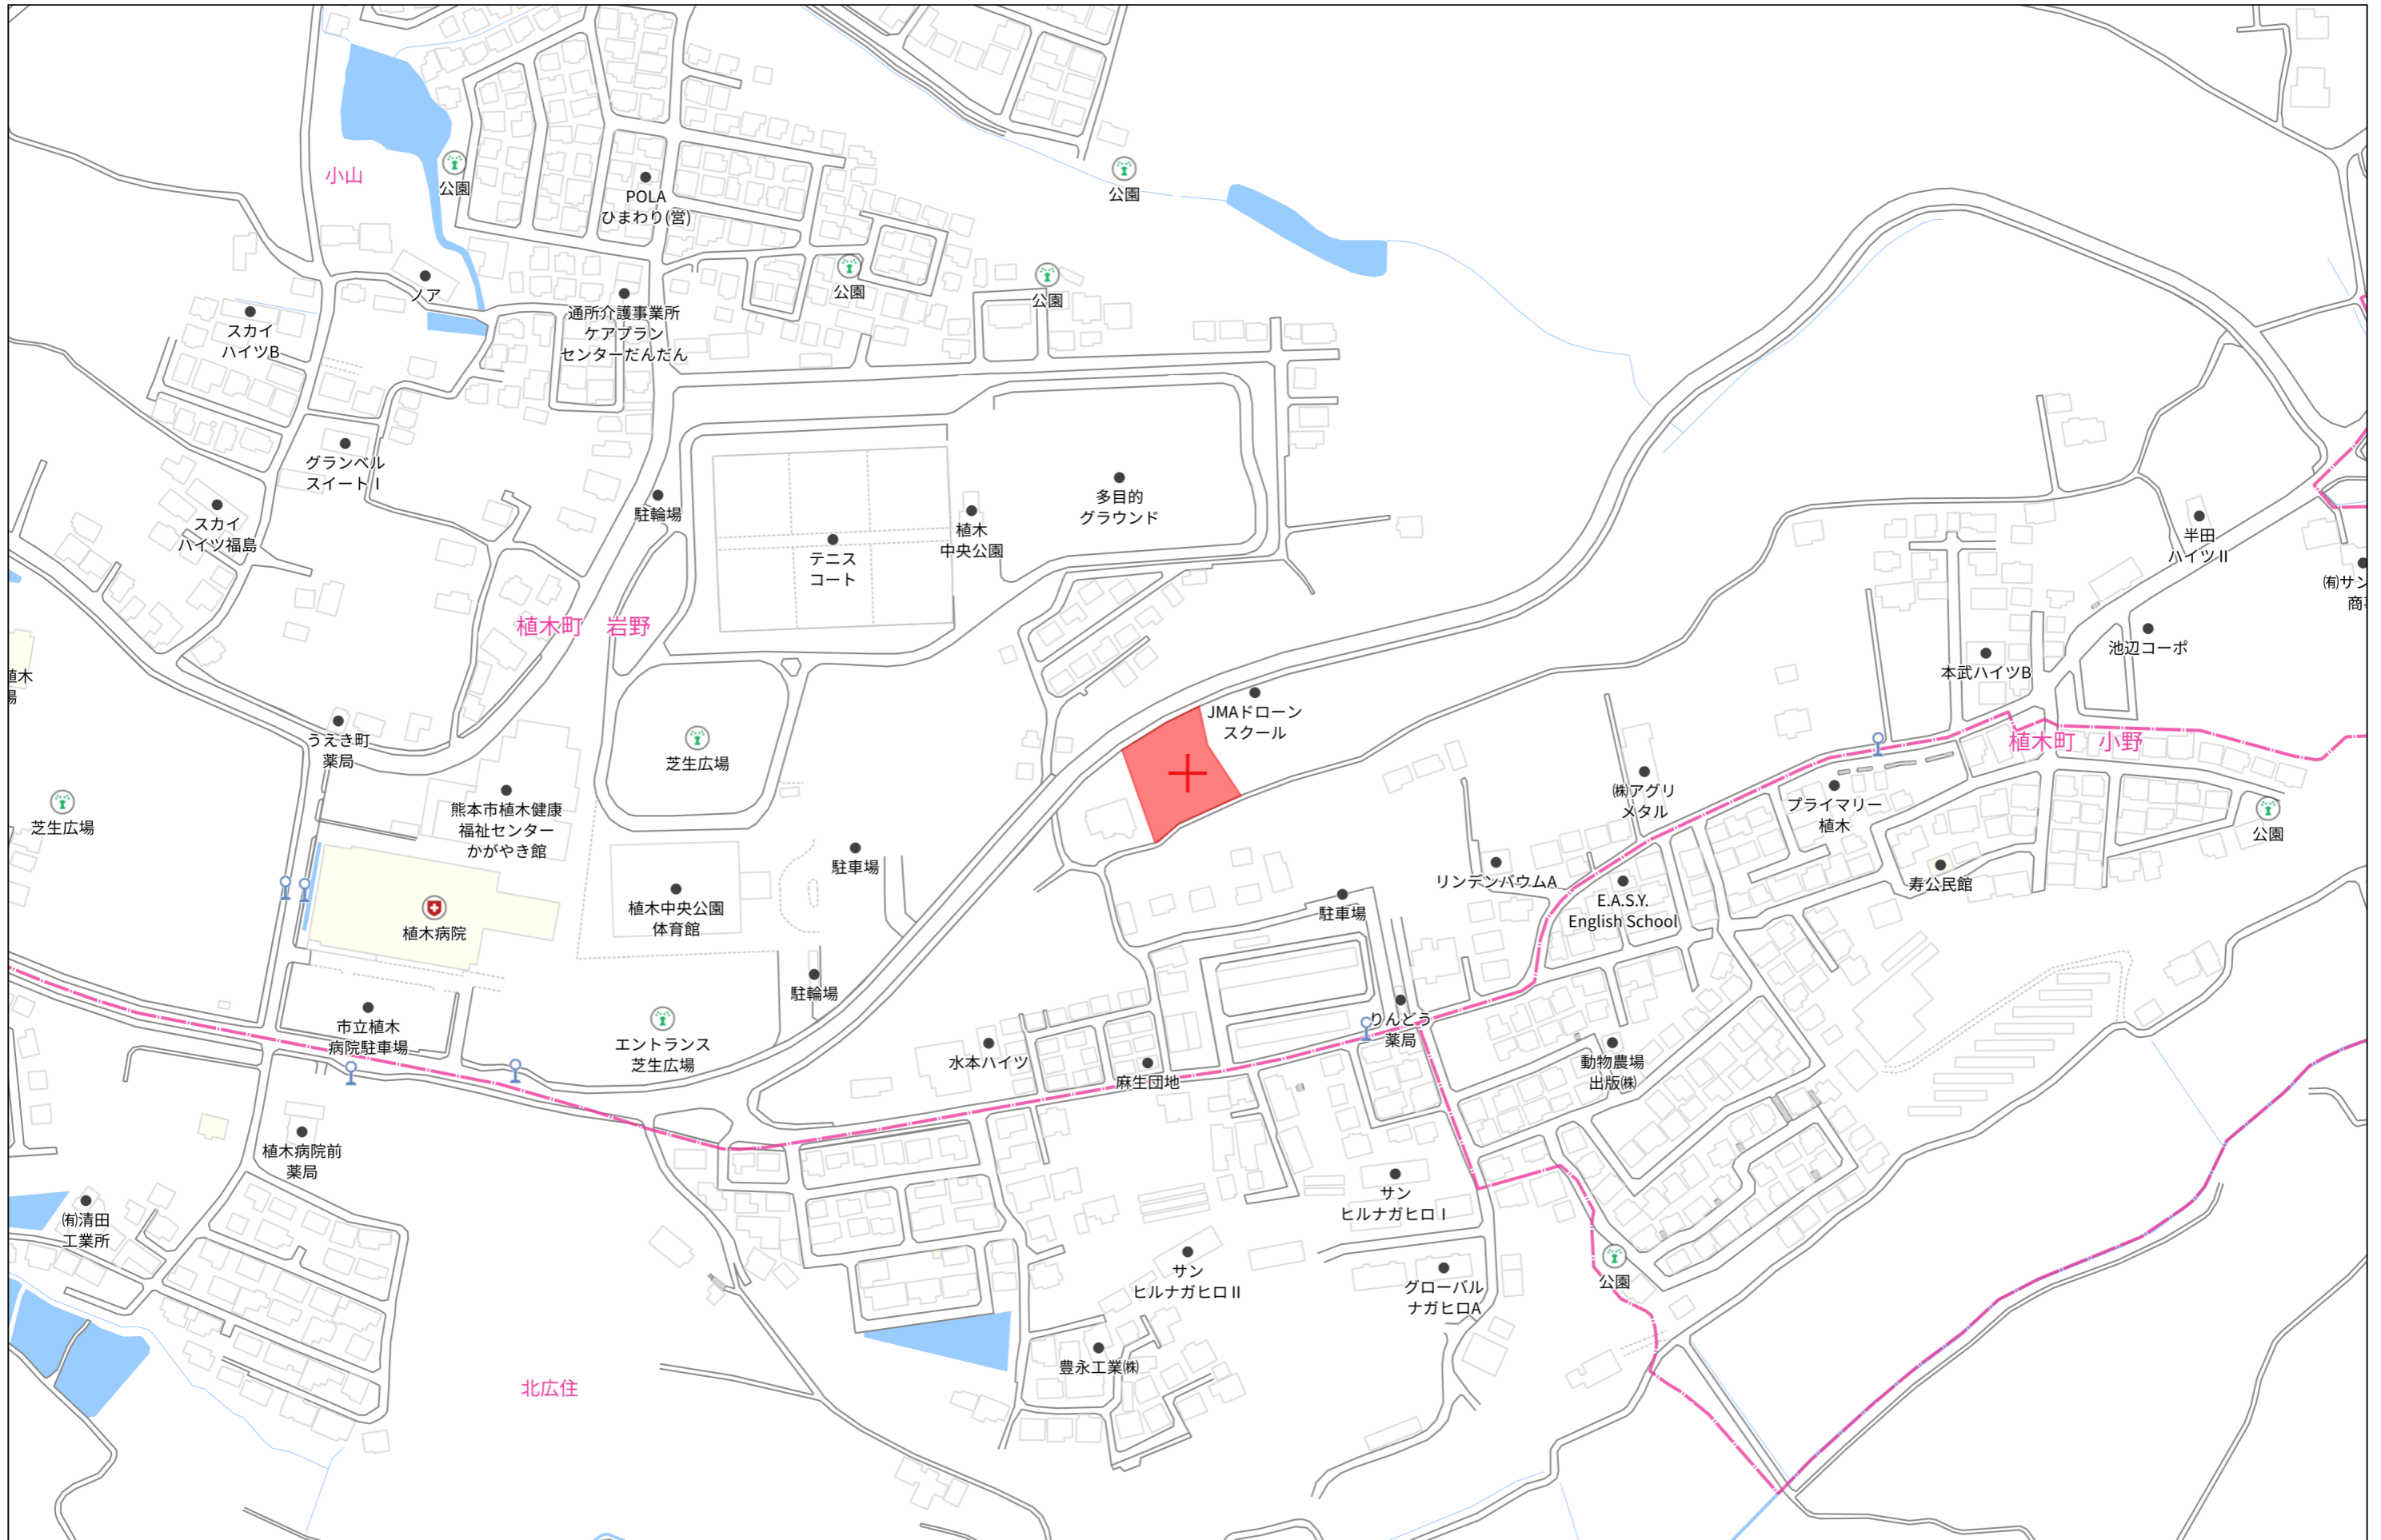 小山
公園
POLA
ひまわり(営)
公園
ノア
公園
公園
スカイ
ハイツB
通所介護事業所
ケアプラン
センターだんだん
グランベル
スイートⅠ
スカイ
ハイツ福島
駐輪場
テニス
コート
植木
中央公園
多目的
グラウンド
半田
ハイツⅡ
㈲サン
植木町 岩野
池辺コーポ
本武ハイツB
植木
JMAドローン
スクール
うえき町
薬局
芝生広場
植木町 小野
芝生広場
熊本市植木健康
福祉センター
かがやき館
㈱アグリ
メタル
プライマリー
植木
公園
駐車場
リンデンバウムA
寿公民館
植木中央公園
体育館
植木病院
駐車場
E.A.S.Y.
English School
駐輪場
市立植木
病院駐車場
エントランス
芝生広場
りんどう
薬局
水本ハイツ
麻生団地
動物農場
出版㈱
植木病院前
薬局
㈲清田
工業所
サン
ヒルナガヒロⅠ
サン
ヒルナガヒロⅡ
グローバル
ナガヒロA
公園
豊永工業㈱
北広住